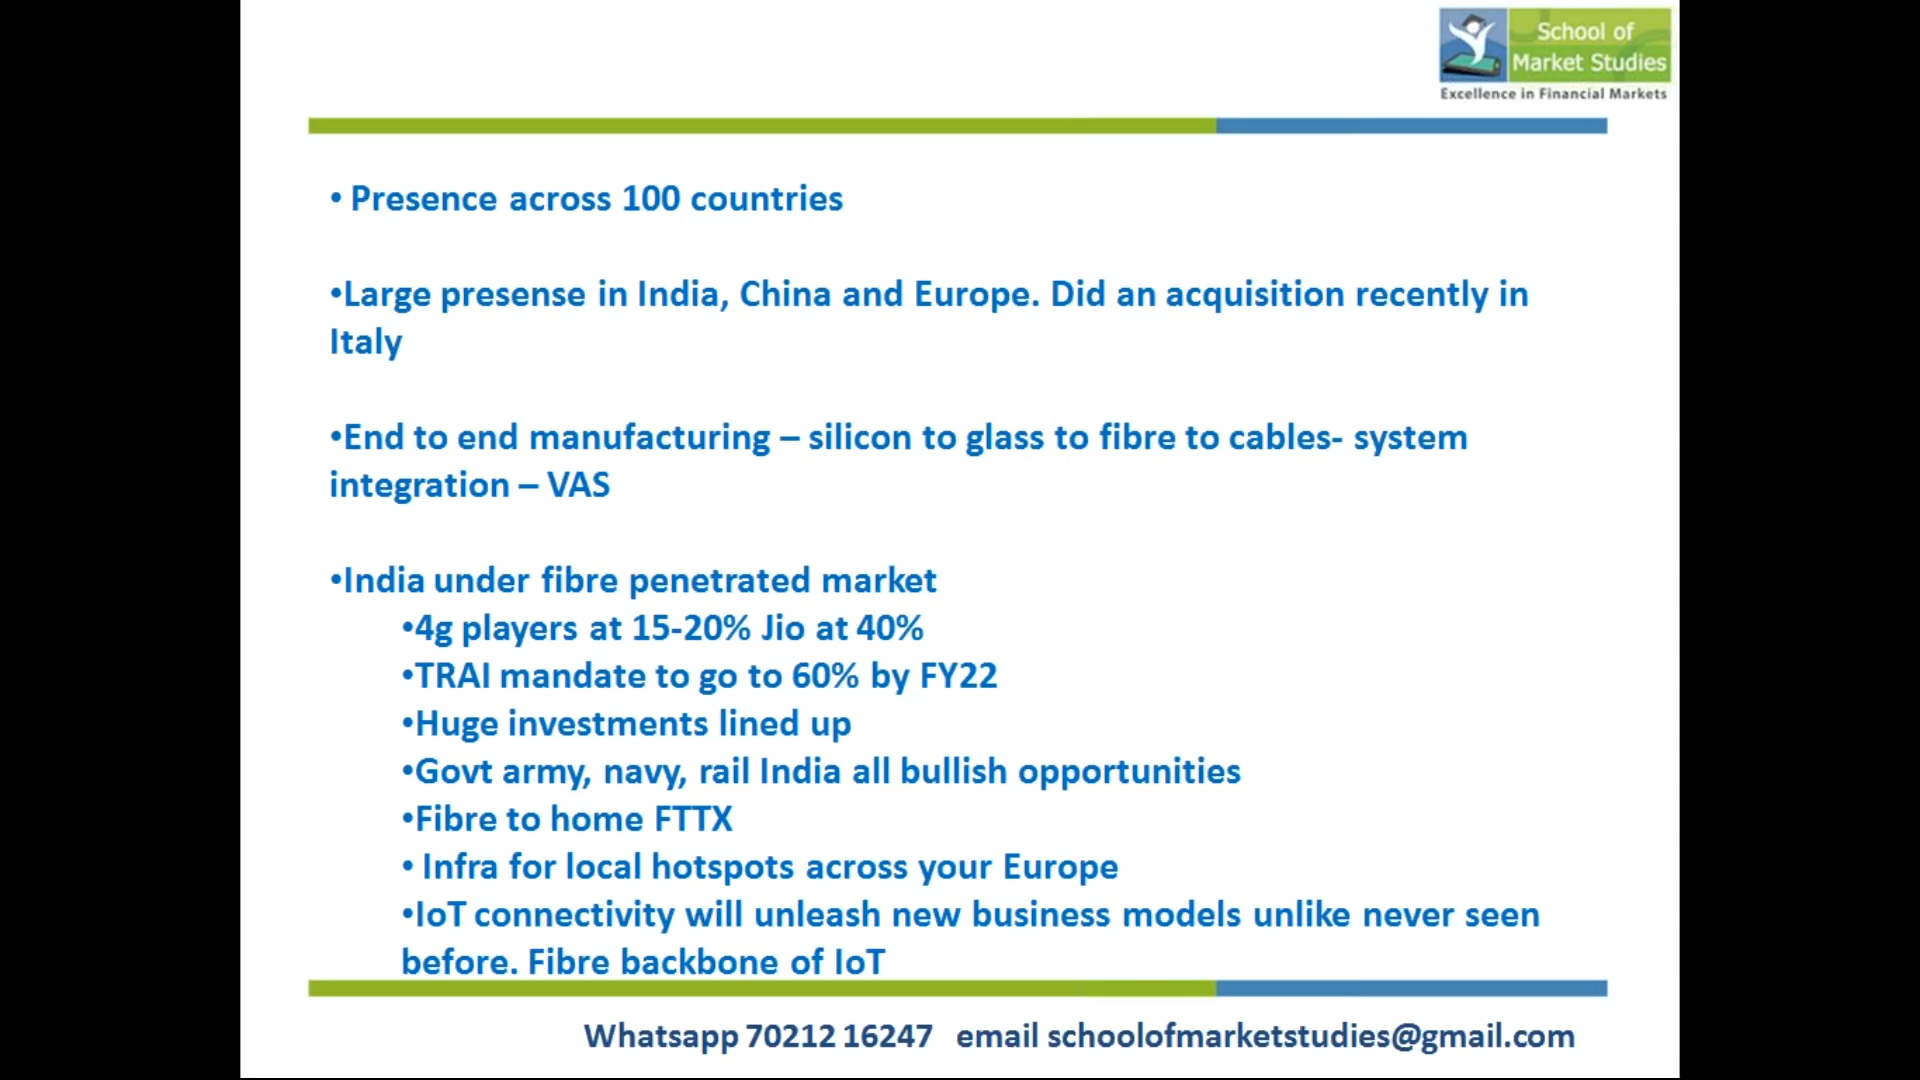 School of
Market Studies
Excellence in Financial Markets
• Presence across 100 countries
•Large presense in India, China and Europe. Did an acquisition recently in
Italy
•End to end manufacturing – silicon to glass to fibre to cables- system
integration – VAS
•India under fibre penetrated market
•4g players at 15-20% Jio at 40%
•TRAI mandate to go to 60% by FY22
•Huge investments lined up
•Govt army, navy, rail India all bullish opportunities
•Fibre to home FTTX
• Infra for local hotspots across your Europe
•IoT connectivity will unleash new business models unlike never seen
before. Fibre backbone of IoT
Whatsapp 70212 16247 email schoolofmarketstudies@gmail.com